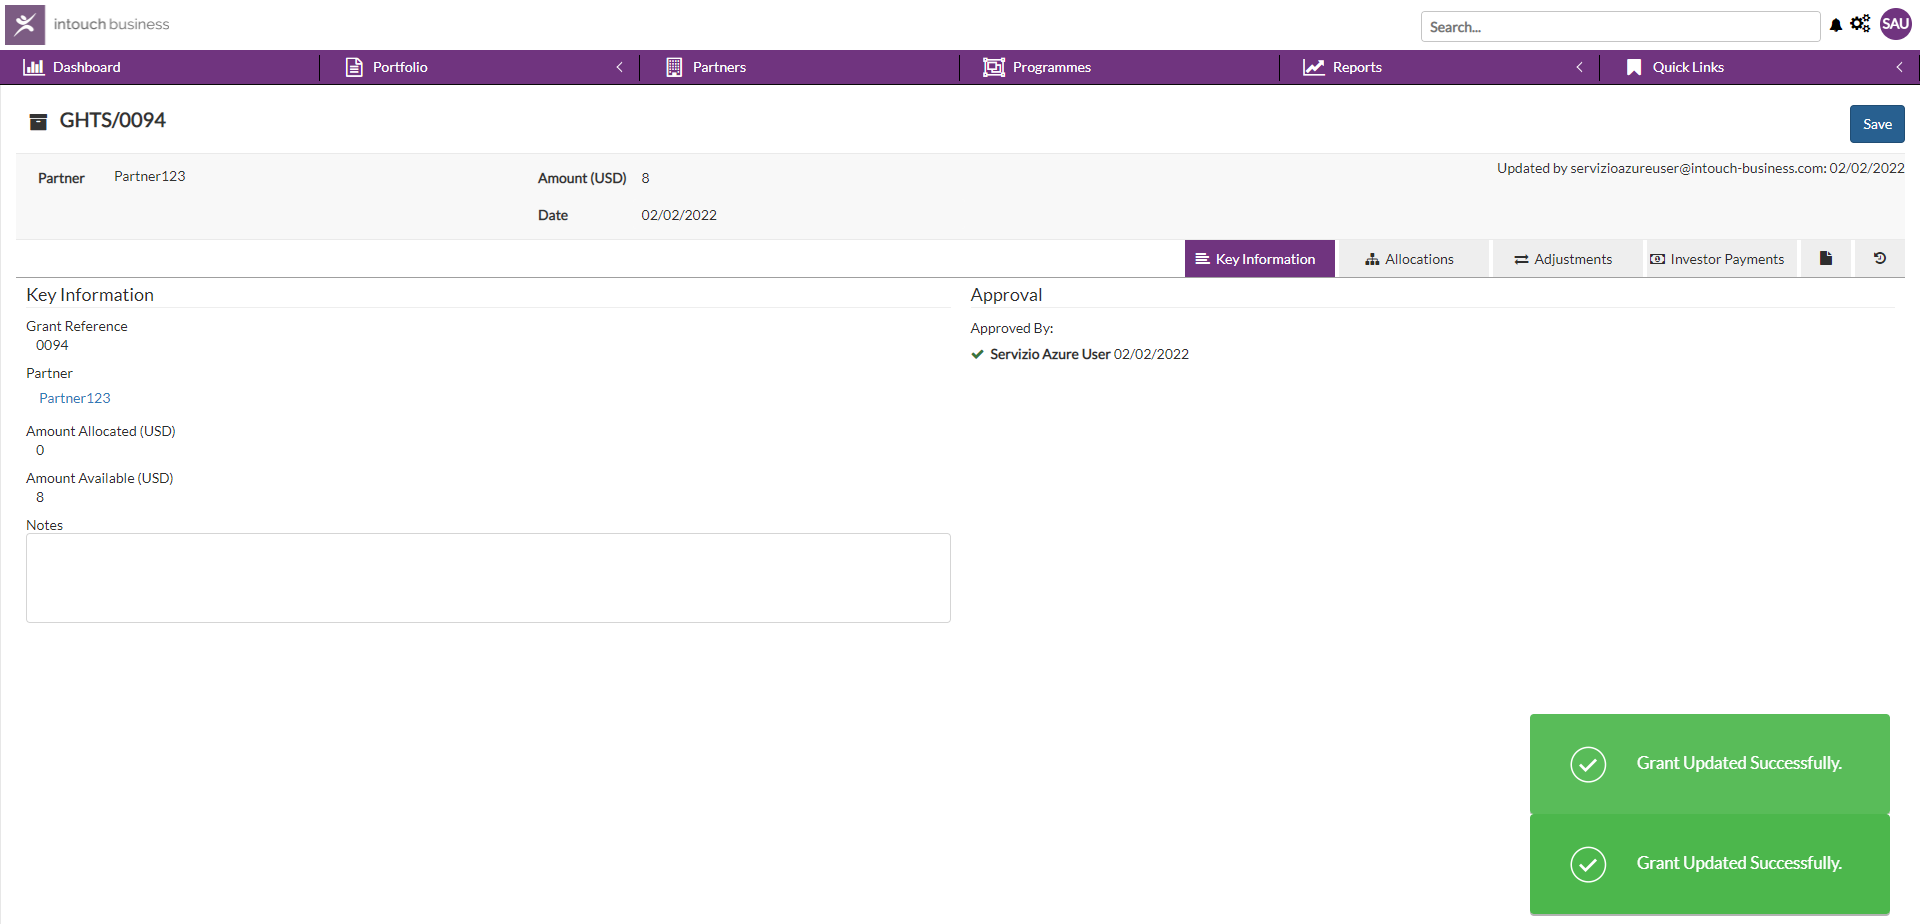 intouch business
Search...
SAU
Dashboard
Portfolio
Partners
Programmes
Reports
Quick Links
GHTS/0094
Save
Partner Partner123
Amount (USD) 8
Updated by servizioazureuser@intouch-business.com: 02/02/2022
Date 02/02/2022
Key Information
Allocations
Adjustments
Investor Payments
Key Information
Grant Reference
0094
Partner
Partner123
Amount Allocated (USD)
0
Amount Available (USD)
8
Notes
Approval
Approved By:
Servizio Azure User 02/02/2022
Grant Updated Successfully.
Grant Updated Successfully.